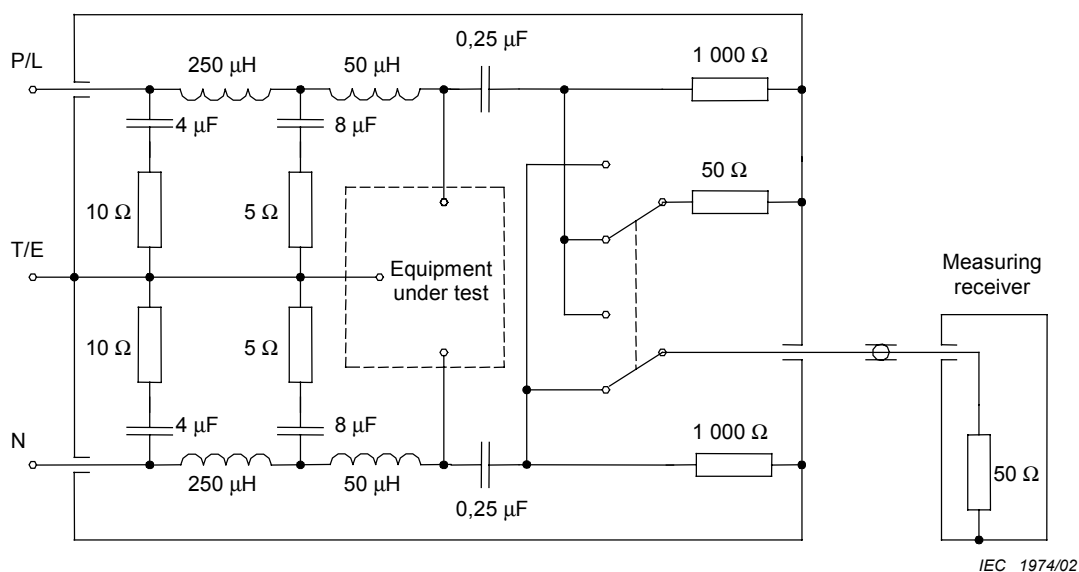 0,25 μF
1 000 Ω
P/L
250 μH
50 μH
4 μF
8 μF
50 Ω
10 Ω
5 Ω
T/E
Equipment
under test
Measuring
receiver
10 Ω
5 Ω
4 μF
8 μF
N
1 000 Ω
250 μH
50 μH
50 Ω
0,25 μF
IEC 1974/02